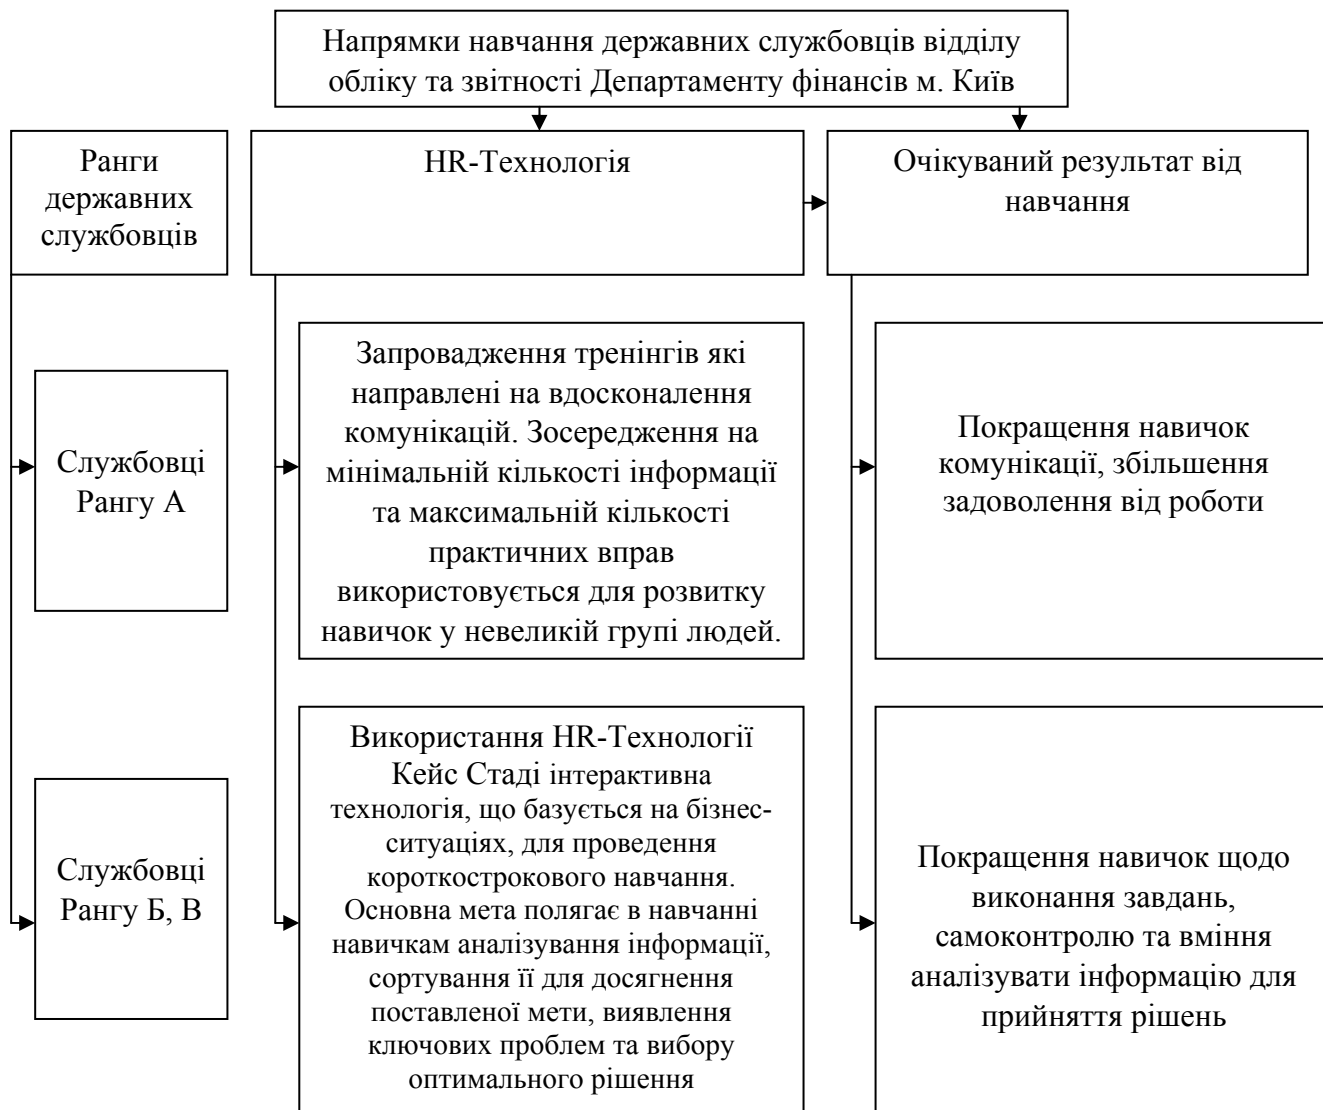 Напрямки навчання державних службовців відділу
обліку та звітності Департаменту фінансів м. Київ
Ранги
державних
службовців
HR-Технологія
Очікуваний результат від
навчання
Службовці
Рангу А
Запровадження тренінгів які
направлені на вдосконалення
комунікацій. Зосередження на
мінімальній кількості інформації
та максимальній кількості
практичних вправ
використовується для розвитку
навичок у невеликій групі людей.
Покращення навичок
комунікації, збільшення
задоволення від роботи
Службовці
Рангу Б, В
Використання HR-Технології
Кейс Стаді інтерактивна
технологія, що базується на бізнес-
ситуаціях, для проведення
короткострокового навчання.
Основна мета полягає в навчанні
навичкам аналізування інформації,
сортування її для досягнення
поставленої мети, виявлення
ключових проблем та вибору
оптимального рішення
Покращення навичок щодо
виконання завдань,
самоконтролю та вміння
аналізувати інформацію для
прийняття рішень